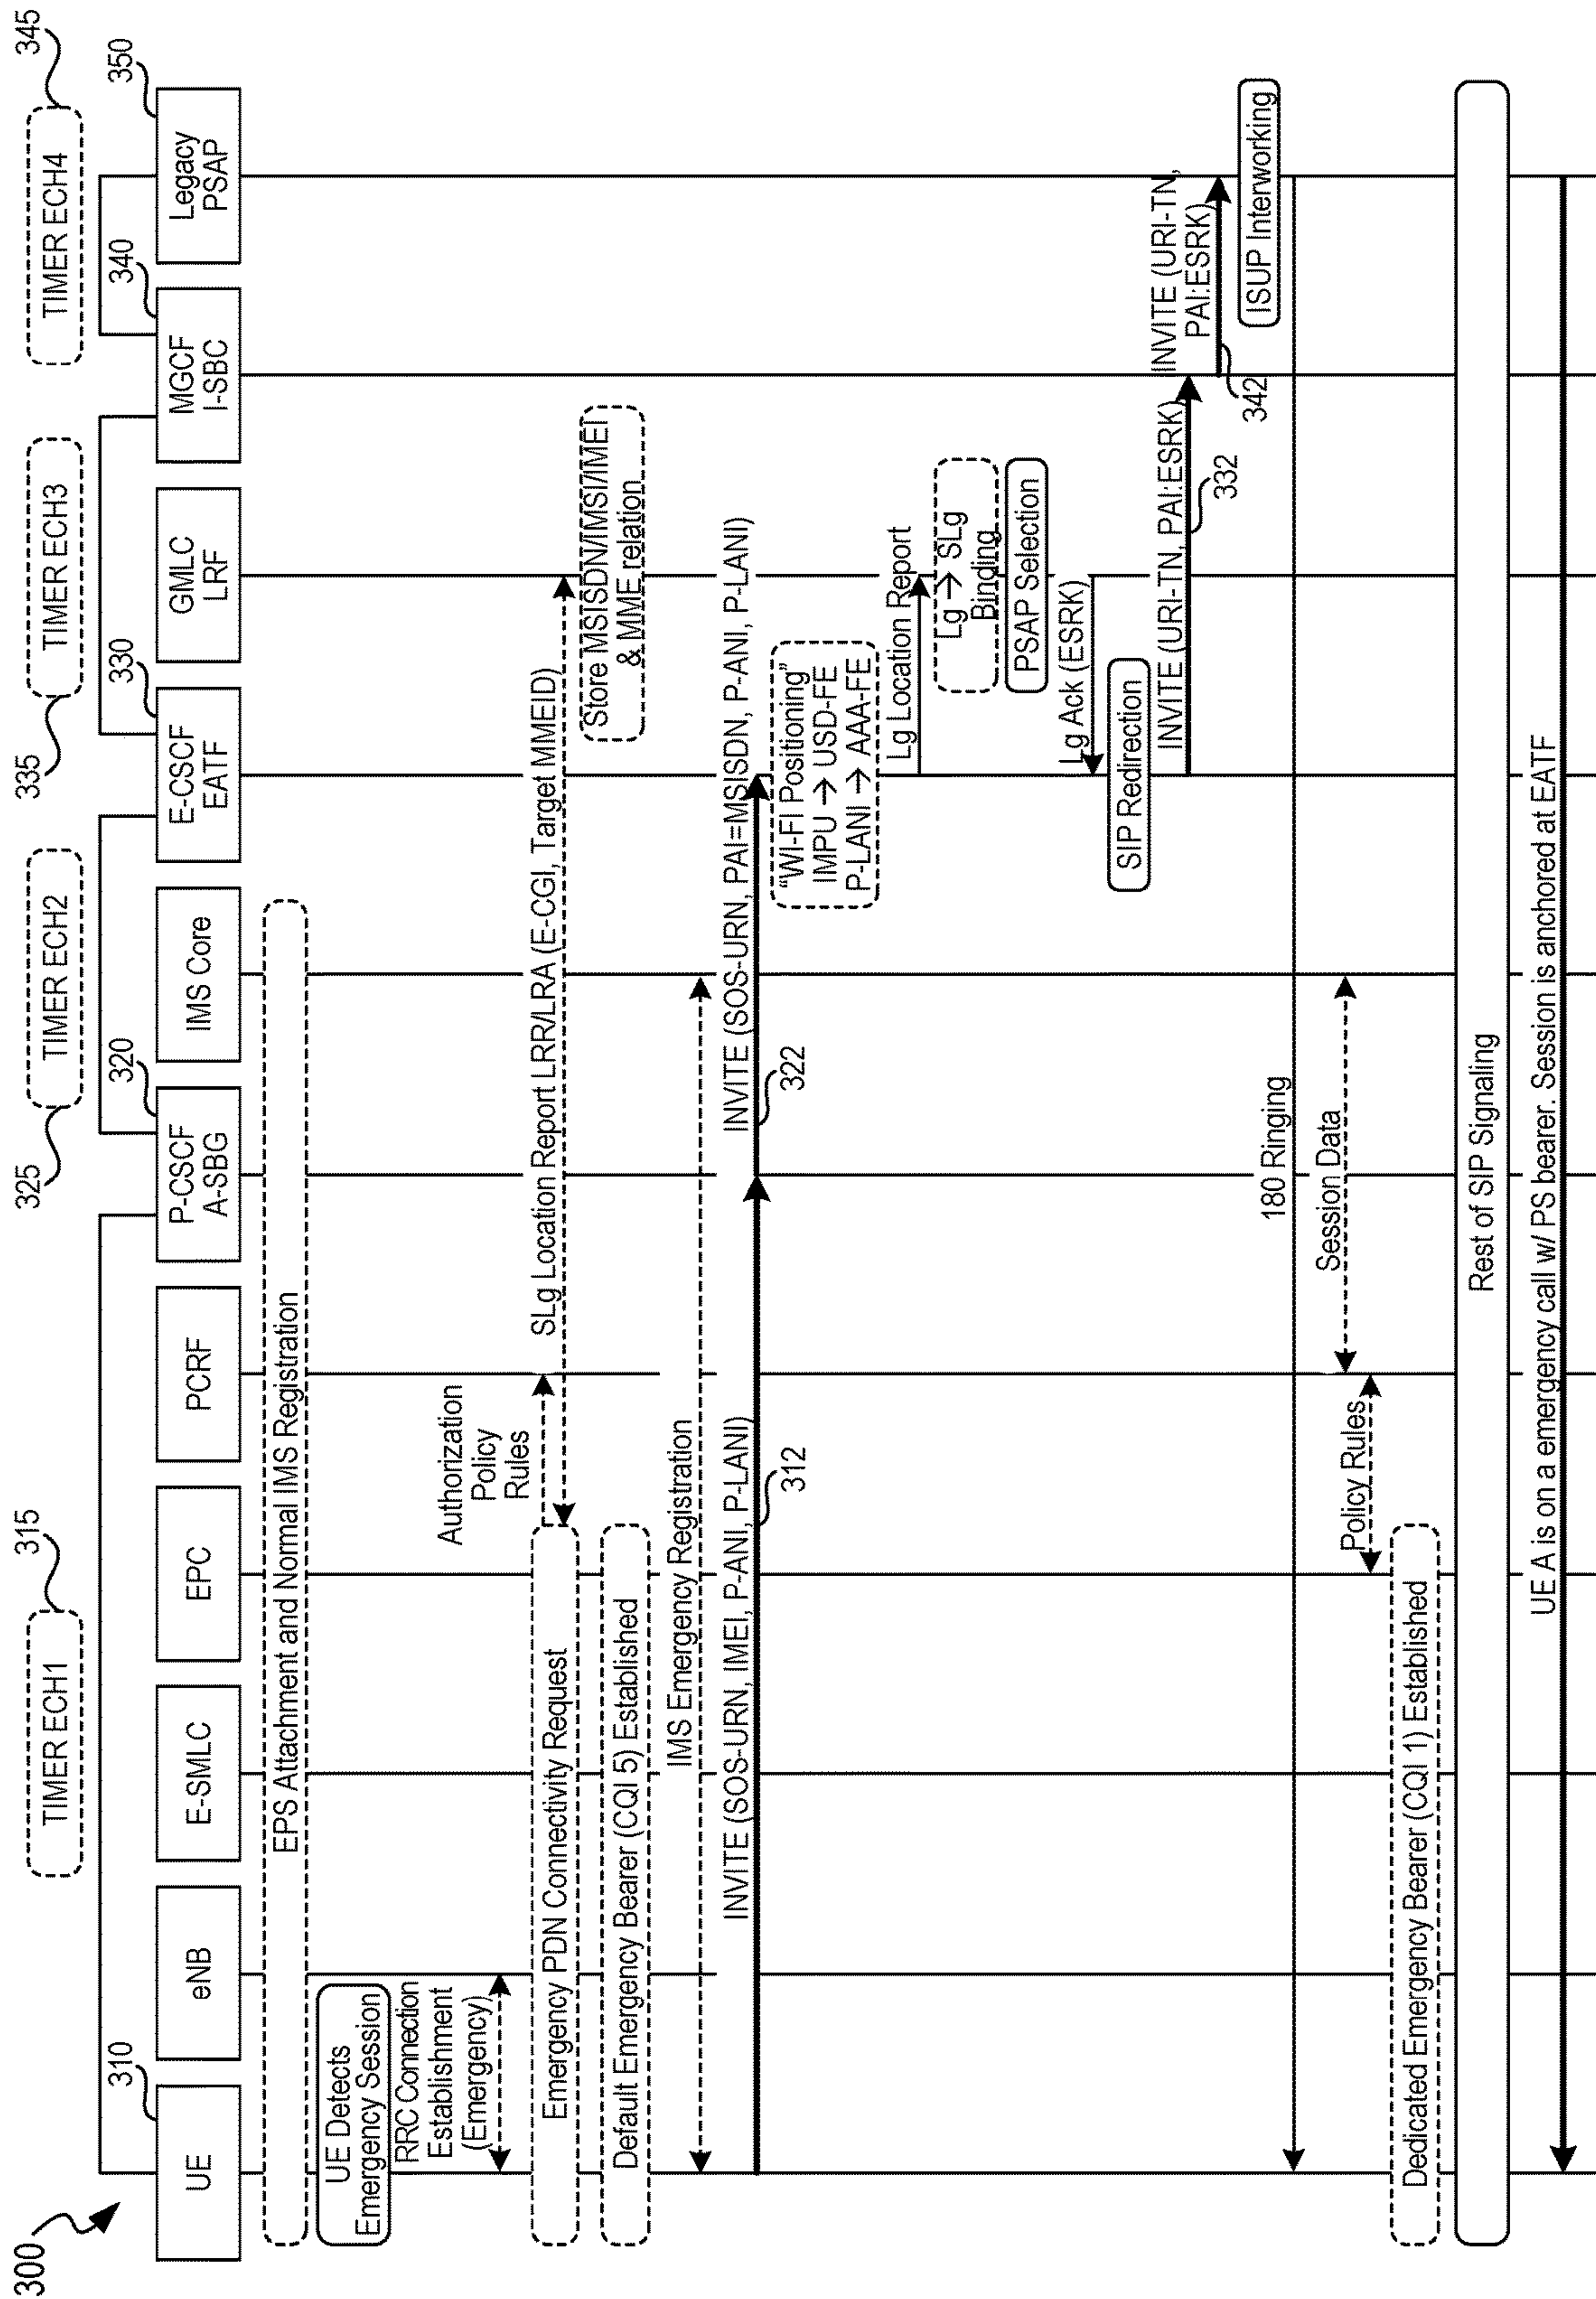 300
TIMER ECH1
315
325
TIMER ECH2
335
TIMER ECH3
TIMER ECH4
345
310
320
330
340
350
UE
eNB
E-SMLC
EPC
PCRF
P-CSCF
A-SBG
IMS Core
E-CSCF
EATF
GMLC
LRF
MGCF
I-SBC
Legacy
PSAP
EPS Attachment and Normal IMS Registration
UE Detects
Emergency Session
RRC Connection
Establishment
(Emergency)
Authorization
Policy
Rules
Emergency PDN Connectivity Request
SLg Location Report LRR/LRA (E-CGI, Target MMEID)
Store MSISDN/IMSI/IMEI
& MME relation
Default Emergency Bearer (CQI 5) Established
IMS Emergency Registration
INVITE (SOS-URN, IMEI, P-ANI, P-LANI)
312
INVITE (SOS-URN, PAI=MSISDN, P-ANI, P-LANI)
322
“WI-FI Positioning”
IMPU → USD-FE
P-LANI → AAA-FE
Lg Location Report
Lg → SLg
Binding
PSAP Selection
Lg Ack (ESRK)
SIP Redirection
INVITE (URI-TN, PAI:ESRK)
332
INVITE (URI-TN,
PAI:ESRK)
342
ISUP Interworking
180 Ringing
Session Data
Policy Rules
Dedicated Emergency Bearer (CQI 1) Established
Rest of SIP Signaling
UE A is on a emergency call w/ PS bearer. Session is anchored at EATF